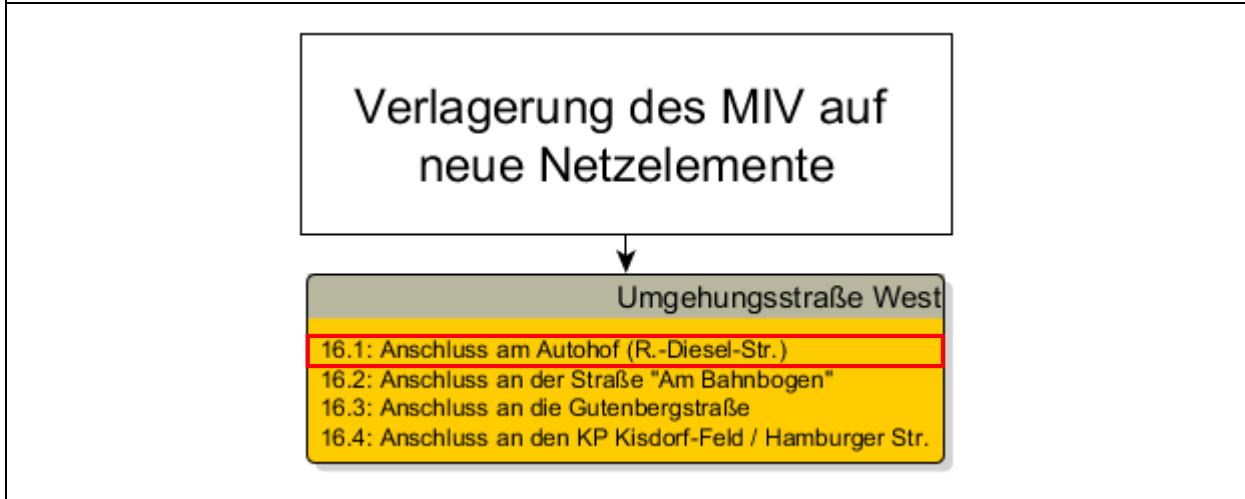 Verlagerung des MIV auf
neue Netzelemente
Umgehungsstraße West
16.1: Anschluss am Autohof (R.-Diesel-Str.)
16.2: Anschluss an der Straße "Am Bahnbogen"
16.3: Anschluss an die Gutenbergstraße
16.4: Anschluss an den KP Kisdorf-Feld / Hamburger Str.